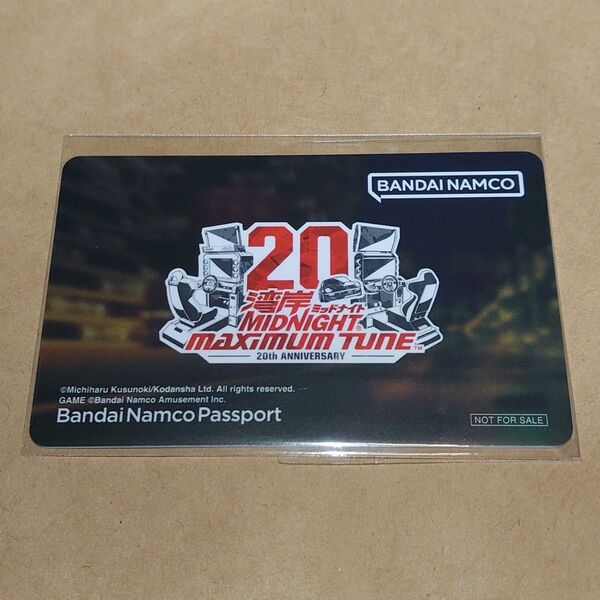 BANDAI NAMCO
20
湾岸 ミッドナイト
MIDNIGHT®
MAXIMUM TUNE™
20th ANNIVERSARY
©Michiharu Kusunoki/Kodansha Ltd. All rights reserved.
GAME ©Bandai Namco Amusement Inc.
Bandai Namco Passport
NOT FOR SALE